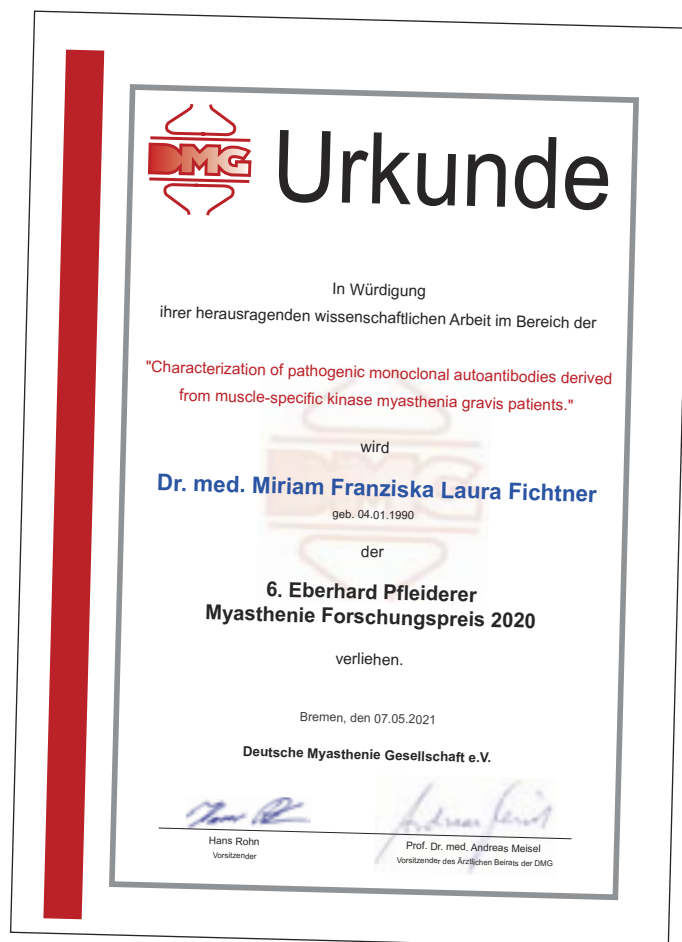 DMG Urkunde
In Würdigung
ihrer herausragenden wissenschaftlichen Arbeit im Bereich der
"Characterization of pathogenic monoclonal autoantibodies derived
from muscle-specific kinase myasthenia gravis patients."
wird
Dr. med. Miriam Franziska Laura Fichtner
geb. 04.01.1990
der
6. Eberhard Pfleiderer
Myasthenie Forschungspreis 2020
verliehen.
Bremen, den 07.05.2021
Deutsche Myasthenie Gesellschaft e.V.
Hans Rohn
Vorsitzender
Prof. Dr. med. Andreas Meisel
Vorsitzender des Ärztlichen Beirats der DMG